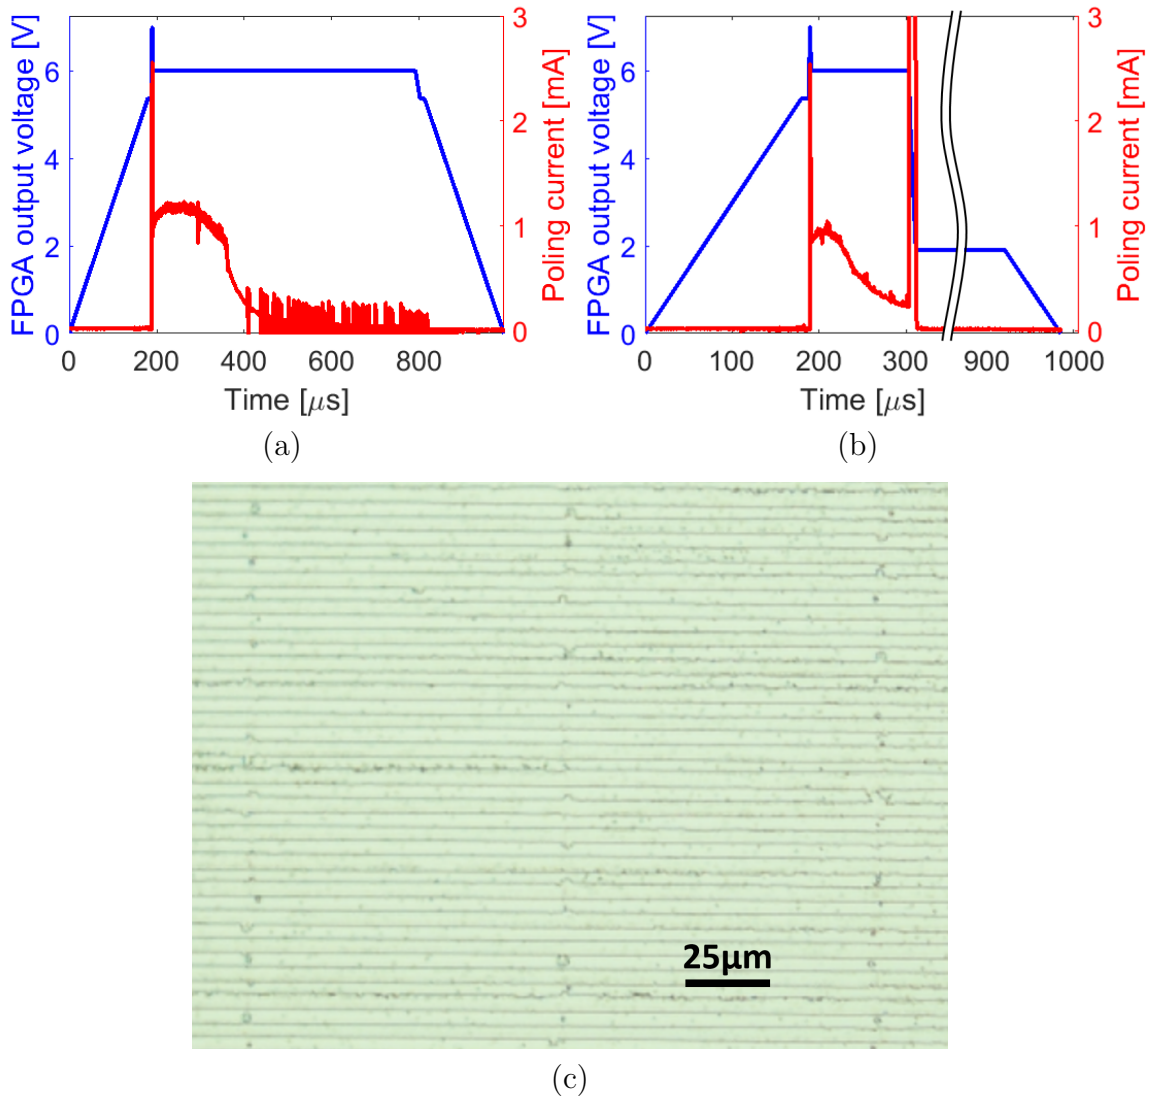 FPGA output voltage [V]
6
4
2
0
0
200
400
600
800
Time [μs]
3
2
1
0
Poling current [mA]
(a)
FPGA output voltage [V]
6
4
2
0
0
100
200
300
900
1000
Time [μs]
3
2
1
0
Poling current [mA]
(b)
25μm
(c)